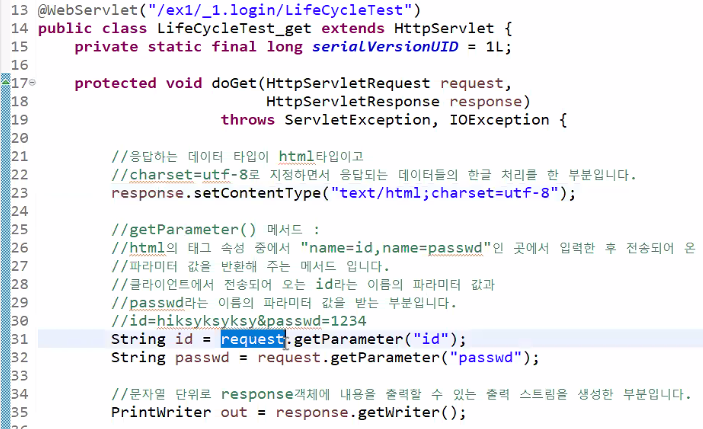 13 @WebServlet("/ex1/_1.login/LifeCycleTest")
14 public class LifeCycleTest_get extends HttpServlet {
15 private static final long serialVersionUID = 1L;
16
17 protected void doGet(HttpServletRequest request,
18 HttpServletResponse response)
19 throws ServletException, IOException {
20
21 //응답하는 데이터 타입이 html타입이고
22 //charset=utf-8로 지정하면서 응답되는 데이터들의 한글 처리를 한 부분입니다.
23 response.setContentType("text/html;charset=utf-8");
24
25 //getParameter() 메서드 :
26 //html의 태그 속성 중에서 "name=id,name=passwd"인 곳에서 입력한 후 전송되어 온
27 //파라미터 값을 반환해 주는 메서드 입니다.
28 //클라이언트에서 전송되어 오는 id라는 이름의 파라미터 값과
29 //passwd라는 이름의 파라미터 값을 받는 부분입니다.
30 //id=hiksyksyksy&passwd=1234
31 String id = request.getParameter("id");
32 String passwd = request.getParameter("passwd");
33
34 //문자열 단위로 response객체에 내용을 출력할 수 있는 출력 스트림을 생성한 부분입니다.
35 PrintWriter out = response.getWriter();